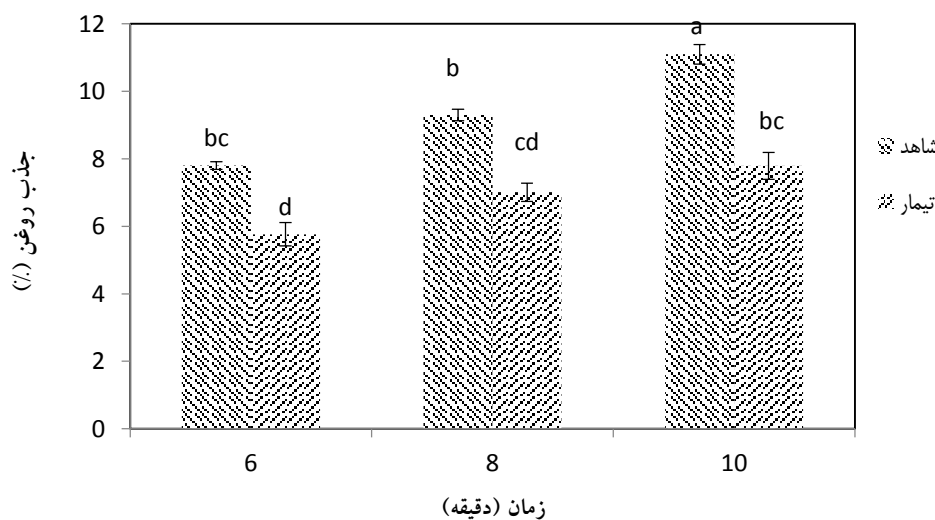 12
10
8
6
4
2
0
جذب روغن (٪)
bc
d
b
cd
a
bc
6
8
10
زمان (دقیقه)
شاهد
تیمار